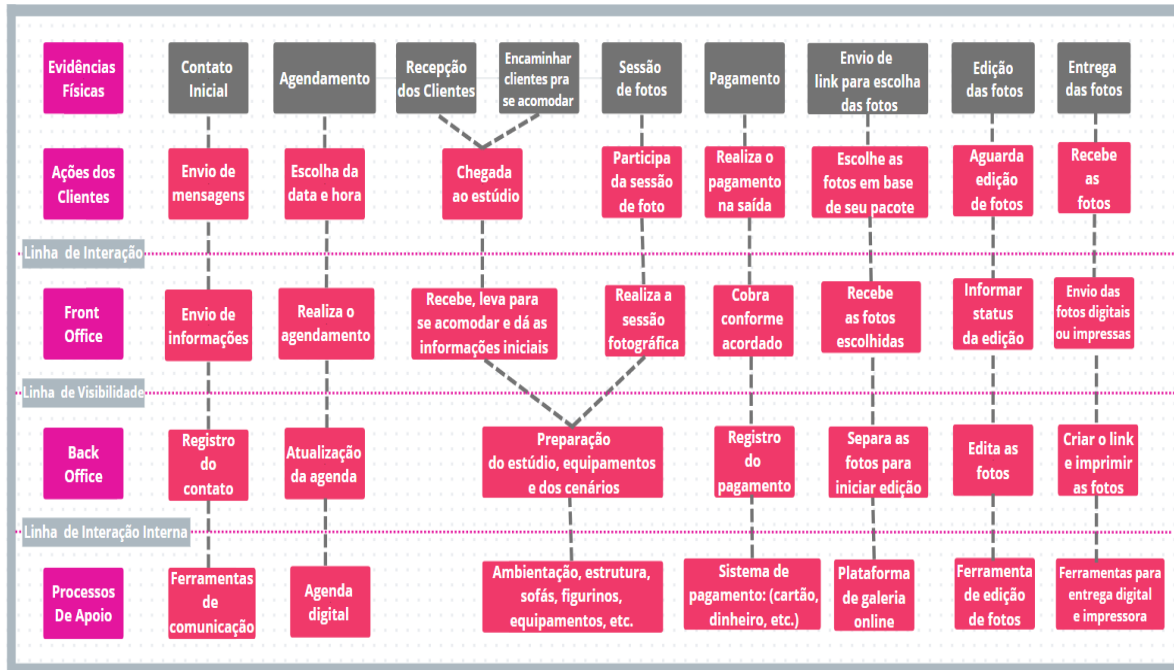 Evidências
Físicas
Contato
Inicial
Agendamento
Recepção
dos Clientes
Encaminhar
clientes pra
se acomodar
Sessão
de fotos
Pagamento
Envio de
link para escolha
das fotos
Edição
das fotos
Entrega
das fotos
Ações dos
Clientes
Envio de
mensagens
Escolha da
data e hora
Chegada
ao estúdio
Participa
da sessão
de foto
Realiza o
pagamento
na saída
Escolhe as
fotos em base
de seu pacote
Aguarda
edição
de fotos
Recebe
as
fotos
Linha de Interação
Front
Office
Envio de
informações
Realiza o
agendamento
Recebe, leva para
se acomodar e dá as
informações iniciais
Realiza a
sessão
fotográfica
Cobra
conforme
acordado
Recebe
as fotos
escolhidas
Informar
status
da edição
Envio das
fotos digitais
ou impressas
Linha de Visibilidade
Back
Office
Registro
do
contato
Atualização
da agenda
Preparação
do estúdio, equipamentos
e dos cenários
Registro
do
pagamento
Separa as
fotos para
iniciar edição
Edita as
fotos
Criar o link
e imprimir
as fotos
Linha de Interação Interna
Processos
De Apoio
Ferramentas
de
comunicação
Agenda
digital
Ambientação, estrutura,
sofás, figurinos,
equipamentos, etc.
Sistema de
pagamento: (cartão,
dinheiro, etc.)
Plataforma
de galeria
online
Ferramenta
de edição
de fotos
Ferramentas para
entrega digital
e impressora